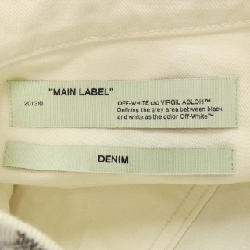 "MAIN LABEL"
OFF-WHITE c/o VIRGIL ABLOH™
Defining the grey area between black
and white as the color Off-White™
DENIM